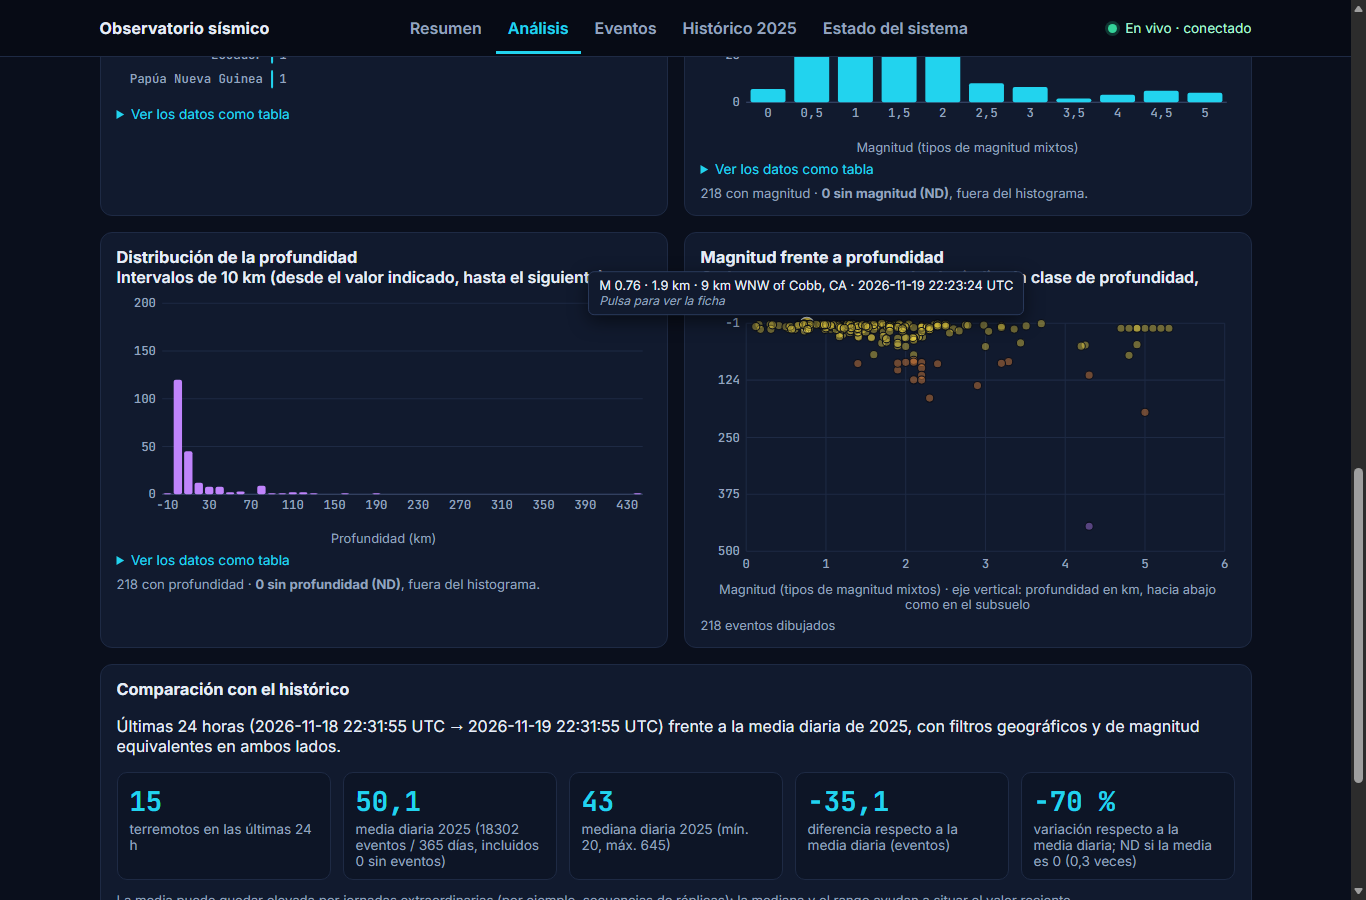 Observatorio sísmico
Resumen
Análisis
Eventos
Histórico 2025
Estado del sistema
En vivo · conectado
1
Papúa Nueva Guinea 1
Ver los datos como tabla
0
0 0,5 1 1,5 2 2,5 3 3,5 4 4,5 5
Magnitud (tipos de magnitud mixtos)
Ver los datos como tabla
218 con magnitud · 0 sin magnitud (ND), fuera del histograma.
Distribución de la profundidad
Intervalos de 10 km (desde el valor indicado, hasta el siguient
200
150
100
50
0
-10 30 70 110 150 190 230 270 310 350 390 430
Profundidad (km)
Ver los datos como tabla
218 con profundidad · 0 sin profundidad (ND), fuera del histograma.
Magnitud frente a profundidad
clase de profundidad,
M 0.76 · 1.9 km · 9 km WNW of Cobb, CA · 2026-11-19 22:23:24 UTC
Pulsa para ver la ficha
-1
124
250
375
500
0 1 2 3 4 5 6
Magnitud (tipos de magnitud mixtos) · eje vertical: profundidad en km, hacia abajo
como en el subsuelo
218 eventos dibujados
Comparación con el histórico
Últimas 24 horas (2026-11-18 22:31:55 UTC → 2026-11-19 22:31:55 UTC) frente a la media diaria de 2025, con filtros geográficos y de magnitud
equivalentes en ambos lados.
15
terremotos en las últimas 24
h
50,1
media diaria 2025 (18302
eventos / 365 días, incluidos
0 sin eventos)
43
mediana diaria 2025 (mín.
20, máx. 645)
-35,1
diferencia respecto a la
media diaria (eventos)
-70 %
variación respecto a la
media diaria; ND si la media
es 0 (0,3 veces)